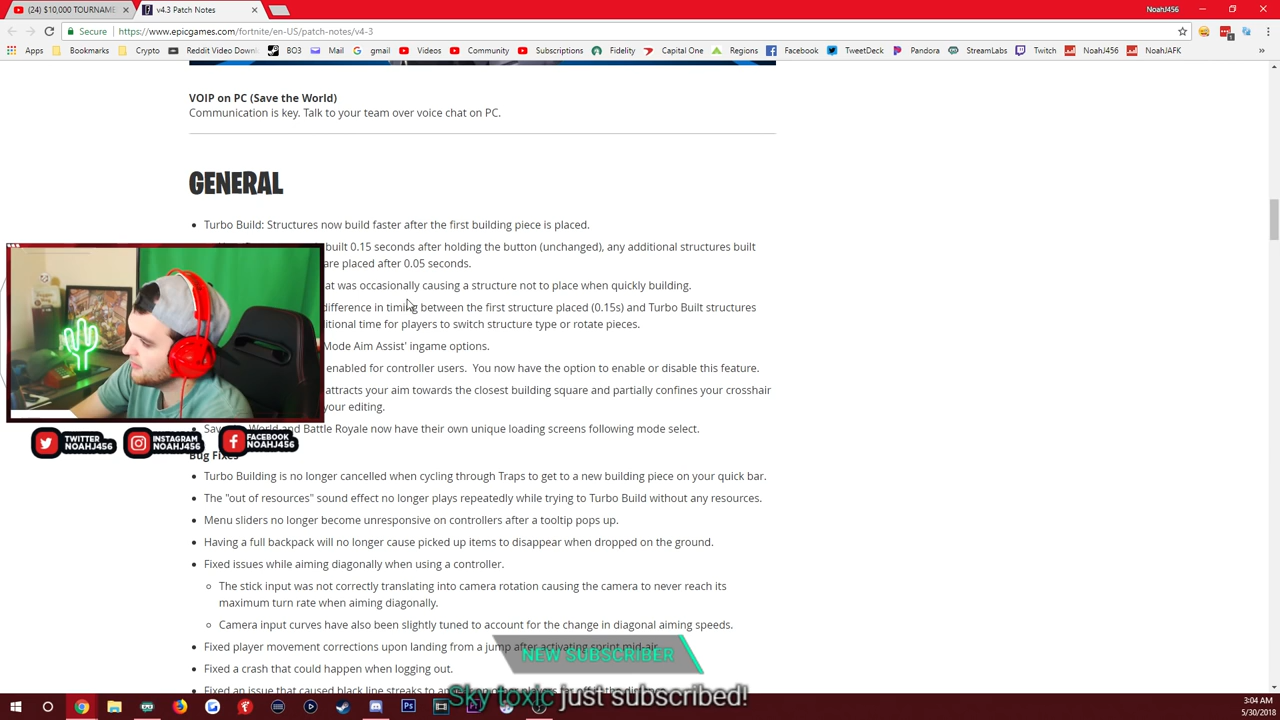 (24) $10,000 TOURNAME
v4.3 Patch Notes
NoahJ456
Secure
https://www.epicgames.com/fortnite/en-US/patch-notes/v4-3
Apps
Bookmarks
Crypto
Reddit Video Down
BO3
Mail
gmail
Videos
Community
Subscriptions
Fidelity
Capital One
Regions
Facebook
TweetDeck
Pandora
StreamLabs
Twitch
NoahJ456
NoahJAFK
VOIP on PC (Save the World)
Communication is key. Talk to your team over voice chat on PC.
GENERAL
Turbo Build: Structures now build faster after the first building piece is placed.
built 0.15 seconds after holding the button (unchanged), any additional structures built
are placed after 0.05 seconds.
at was occasionally causing a structure not to place when quickly building.
difference in timing between the first structure placed (0.15s) and Turbo Built structures
ditional time for players to switch structure type or rotate pieces.
Mode Aim Assist' ingame options.
enabled for controller users. You now have the option to enable or disable this feature.
attracts your aim towards the closest building square and partially confines your crosshair
your editing.
World and Battle Royale now have their own unique loading screens following mode select.
TWITTER
NOAHJ456
INSTAGRAM
NOAHJ456
FACEBOOK
NOAHJ456
Bug Fixes
Turbo Building is no longer cancelled when cycling through Traps to get to a new building piece on your quick bar.
The "out of resources" sound effect no longer plays repeatedly while trying to Turbo Build without any resources.
Menu sliders no longer become unresponsive on controllers after a tooltip pops up.
Having a full backpack will no longer cause picked up items to disappear when dropped on the ground.
Fixed issues while aiming diagonally when using a controller.
The stick input was not correctly translating into camera rotation causing the camera to never reach its
maximum turn rate when aiming diagonally.
Camera input curves have also been slightly tuned to account for the change in diagonal aiming speeds.
Fixed player movement corrections upon landing from a jump after activating sprint mid-air.
NEW SUBSCRIBER
Fixed a crash that could happen when logging out.
Fixed an issue that caused black line streaks to
Sky toxic just subscribed!
3:04 AM
5/30/2018